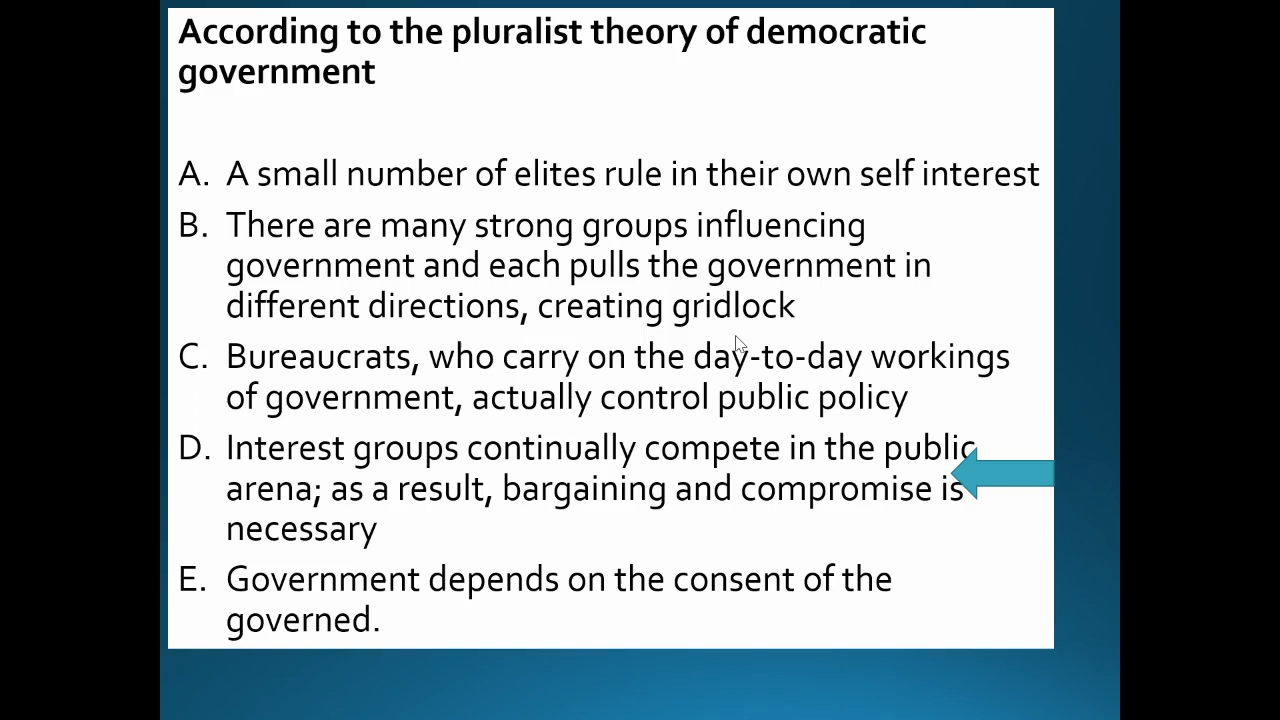 According to the pluralist theory of democratic
government
A. A small number of elites rule in their own self interest
B. There are many strong groups influencing
government and each pulls the government in
different directions, creating gridlock
C. Bureaucrats, who carry on the day-to-day workings
of government, actually control public policy
D. Interest groups continually compete in the public
arena; as a result, bargaining and compromise is
necessary
E. Government depends on the consent of the
governed.